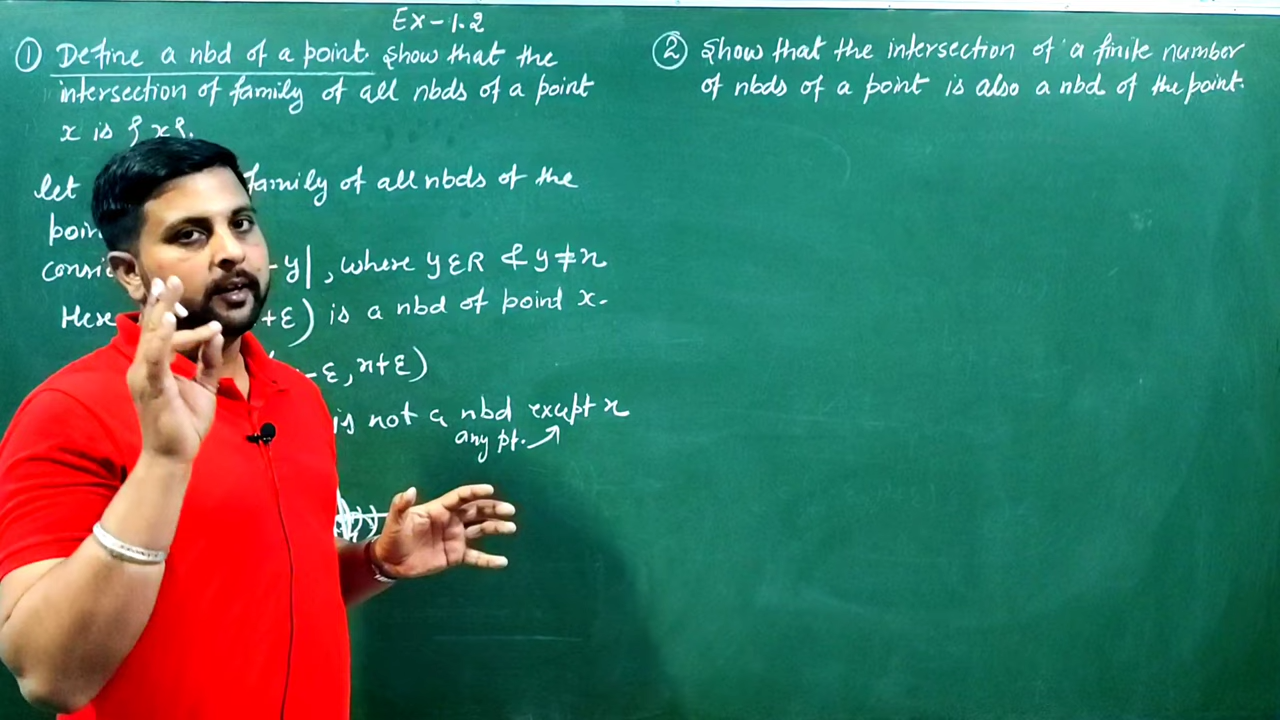 Ex-1.2
① Define a nbd of a point. Show that the
intersection of family of all nbds of a point
x is {x}.
let family of all nbds of the
poin
consi -y|, where y ε R & y ≠ x
Here +ε) is a nbd of point x.
-ε, x+ε)
is not a nbd except x
any pt.
② Show that the intersection of a finite number
of nbds of a point is also a nbd of the point.